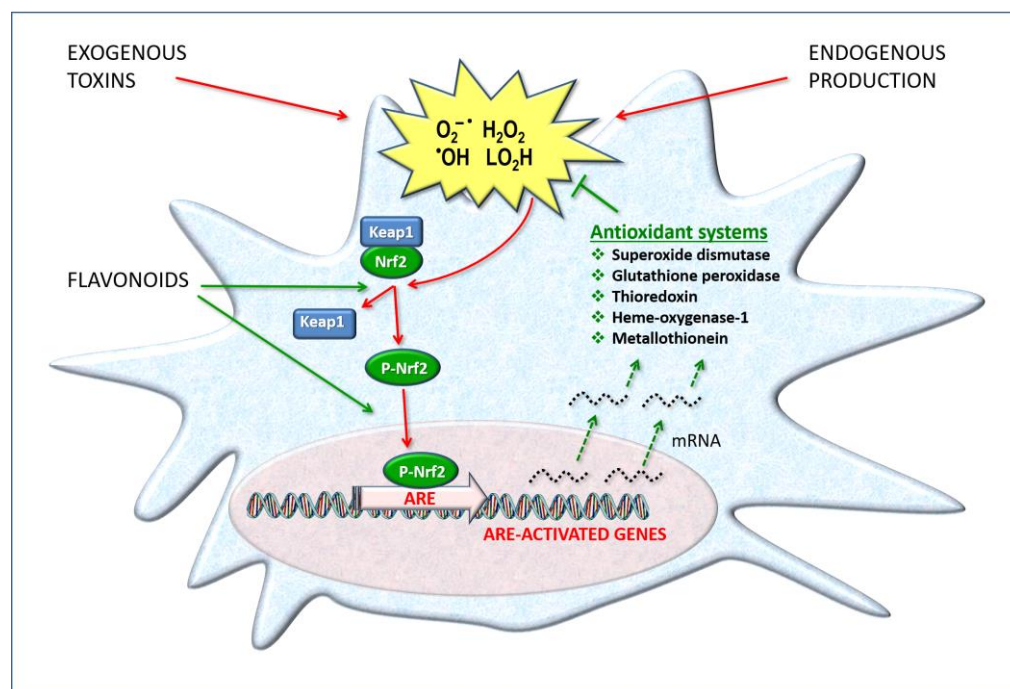 EXOGENOUS
TOXINS
ENDOGENOUS
PRODUCTION
O₂⁻˙ H₂O₂
˙OH LO₂H
Keap1
Nrf2
FLAVONOIDS
Keap1
P-Nrf2
P-Nrf2
ARE
ARE-ACTIVATED GENES
Antioxidant systems
❖ Superoxide dismutase
❖ Glutathione peroxidase
❖ Thioredoxin
❖ Heme-oxygenase-1
❖ Metallothionein
mRNA